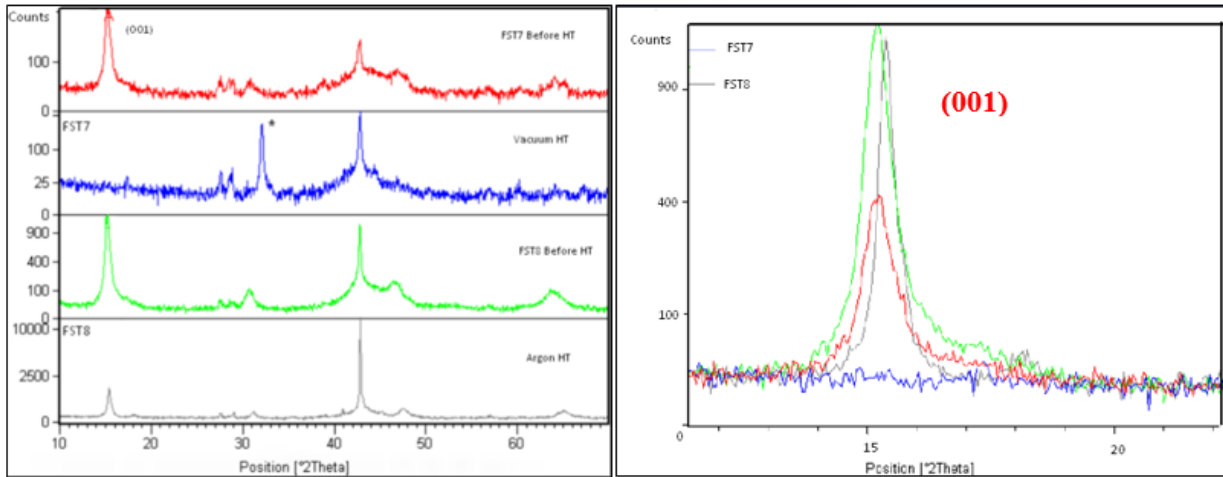 Counts
(001)
FST7 Before HT
100
0
FST7
*
Vacuum HT
100
25
0
FST8 Before HT
900
400
100
0
FST8
10000
Argon HT
2500
0
10
20
30
40
50
60
Position [°2Theta]
Counts
FST7
FST8
(001)
900
400
100
0
15
20
Position [°2Theta]